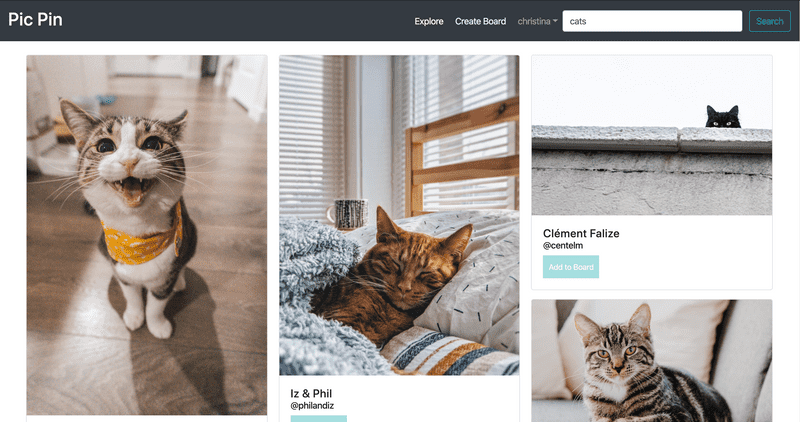 Pic Pin
Explore
Create Board
christina
cats
Search
Clément Falize
@centelm
Add to Board
Iz & Phil
@philandiz